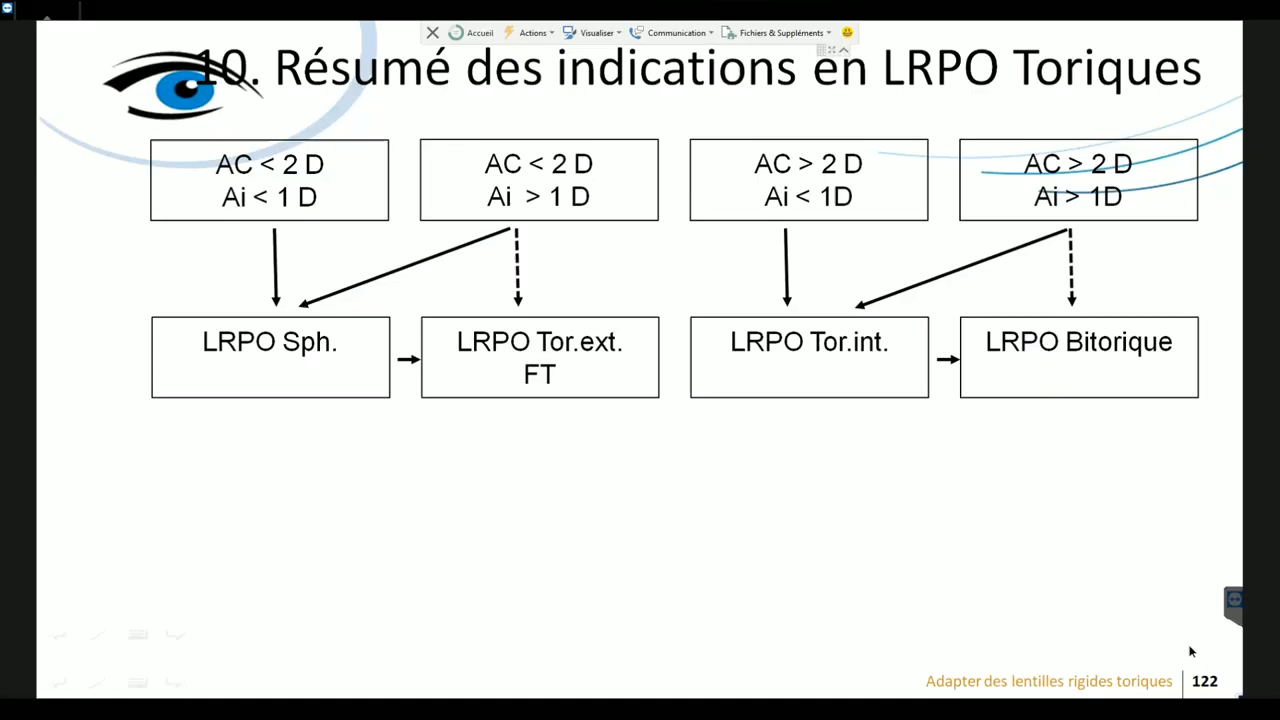 Accueil
Actions
Visualiser
Communication
Fichiers & Suppléments
10. Résumé des indications en LRPO Toriques
AC < 2 D
Ai < 1 D
AC < 2 D
Ai > 1 D
AC > 2 D
Ai < 1D
AC > 2 D
Ai > 1D
LRPO Sph.
LRPO Tor.ext.
FT
LRPO Tor.int.
LRPO Bitorique
Adapter des lentilles rigides toriques
122